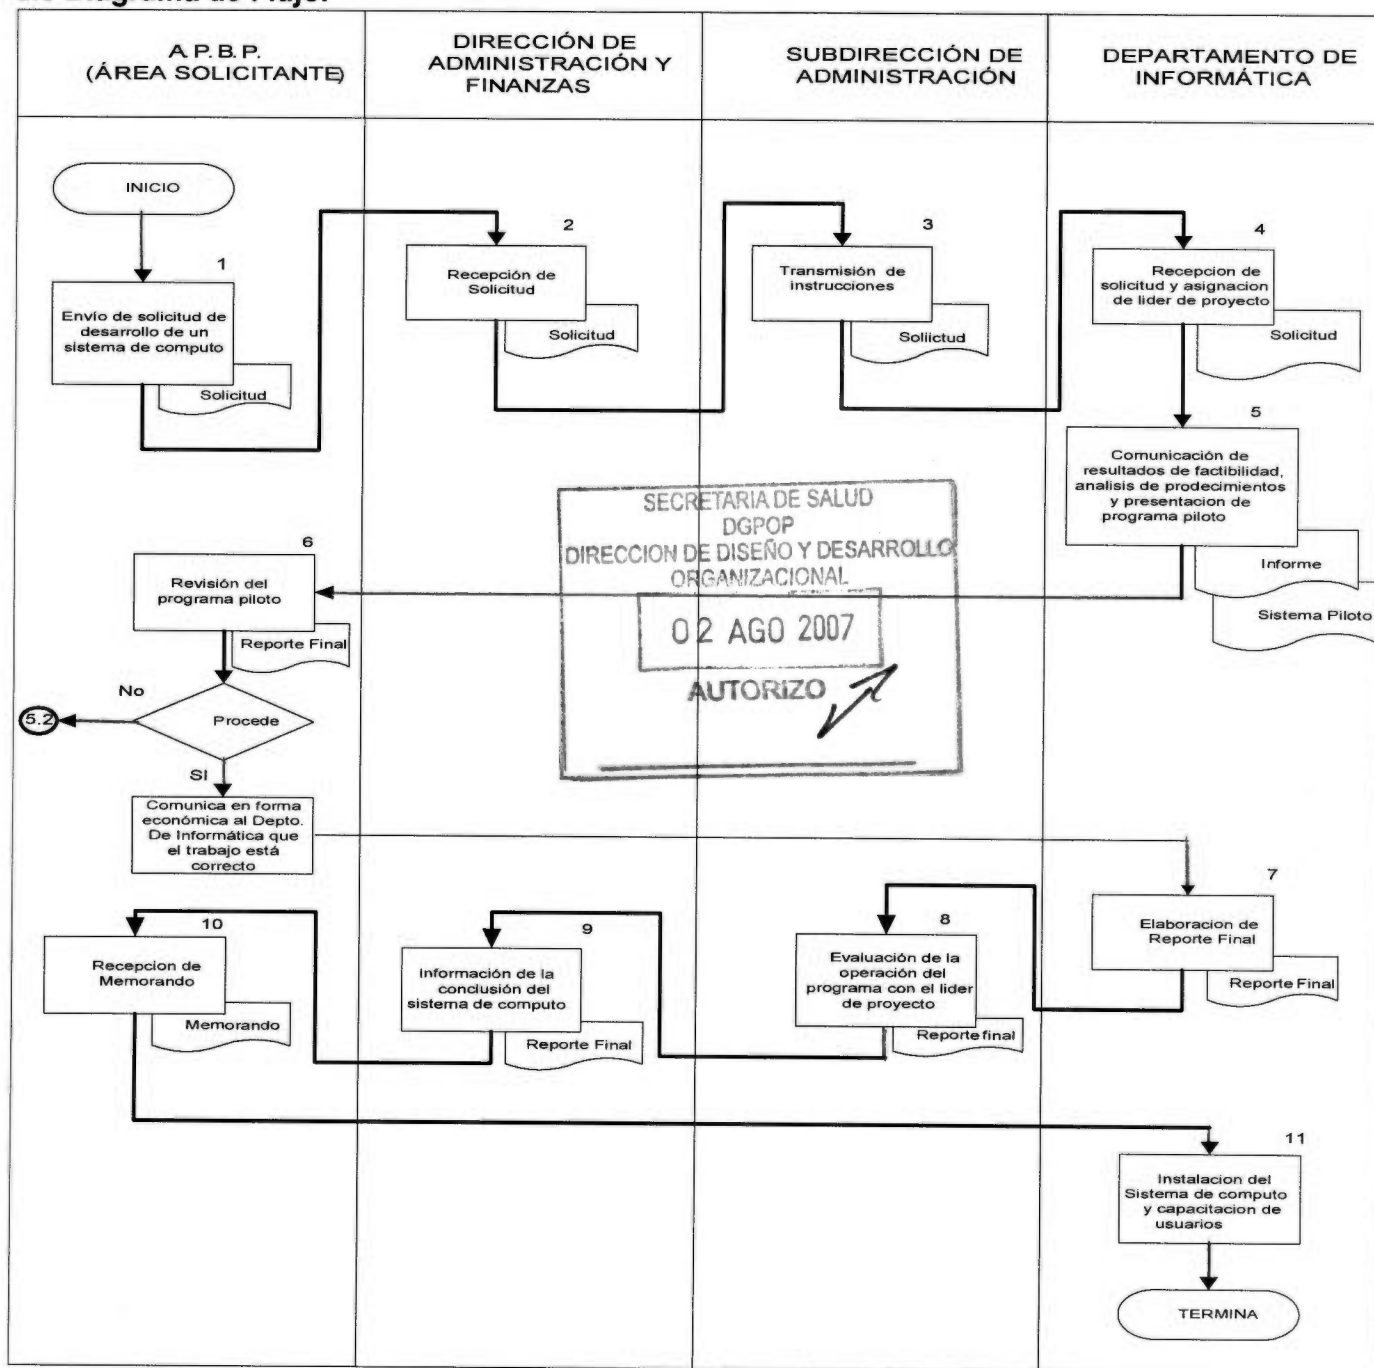 A.P.B.P.
(ÁREA SOLICITANTE)
DIRECCIÓN DE
ADMINISTRACIÓN Y
FINANZAS
SUBDIRECCIÓN DE
ADMINISTRACIÓN
DEPARTAMENTO DE
INFORMÁTICA
INICIO
1
Envío de solicitud de
desarrollo de un
sistema de computo
Solicitud
2
Recepción de
Solicitud
Solicitud
3
Transmisión de
instrucciones
Soliictud
4
Recepcion de
solicitud y asignacion
de lider de proyecto
Solicitud
5
Comunicación de
resultados de factibilidad,
analisis de prodecimientos
y presentacion de
programa piloto
Informe
Sistema Piloto
SECRETARIA DE SALUD
DGPOP
DIRECCION DE DISEÑO Y DESARROLLO
ORGANIZACIONAL
02 AGO 2007
AUTORIZO
6
Revisión del
programa piloto
Reporte Final
No
5.2
Procede
SI
Comunica en forma
económica al Depto.
De Informática que
el trabajo está
correcto
7
Elaboracion de
Reporte Final
Reporte Final
8
Evaluación de la
operación del
programa con el lider
de proyecto
Reporte final
9
Información de la
conclusión del
sistema de computo
Reporte Final
10
Recepcion de
Memorando
Memorando
11
Instalacion del
Sistema de computo
y capacitacion de
usuarios
TERMINA